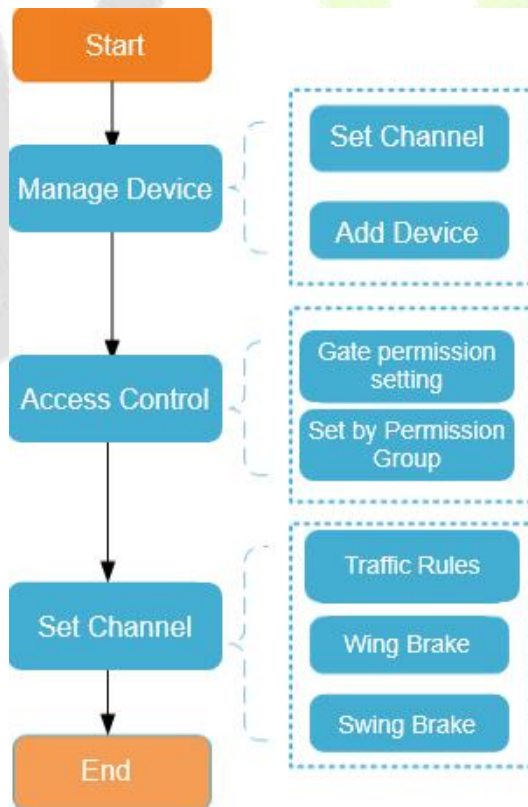 Start
Manage Device
Set Channel
Add Device
Access Control
Gate permission
setting
Set by Permission
Group
Set Channel
Traffic Rules
Wing Brake
Swing Brake
End